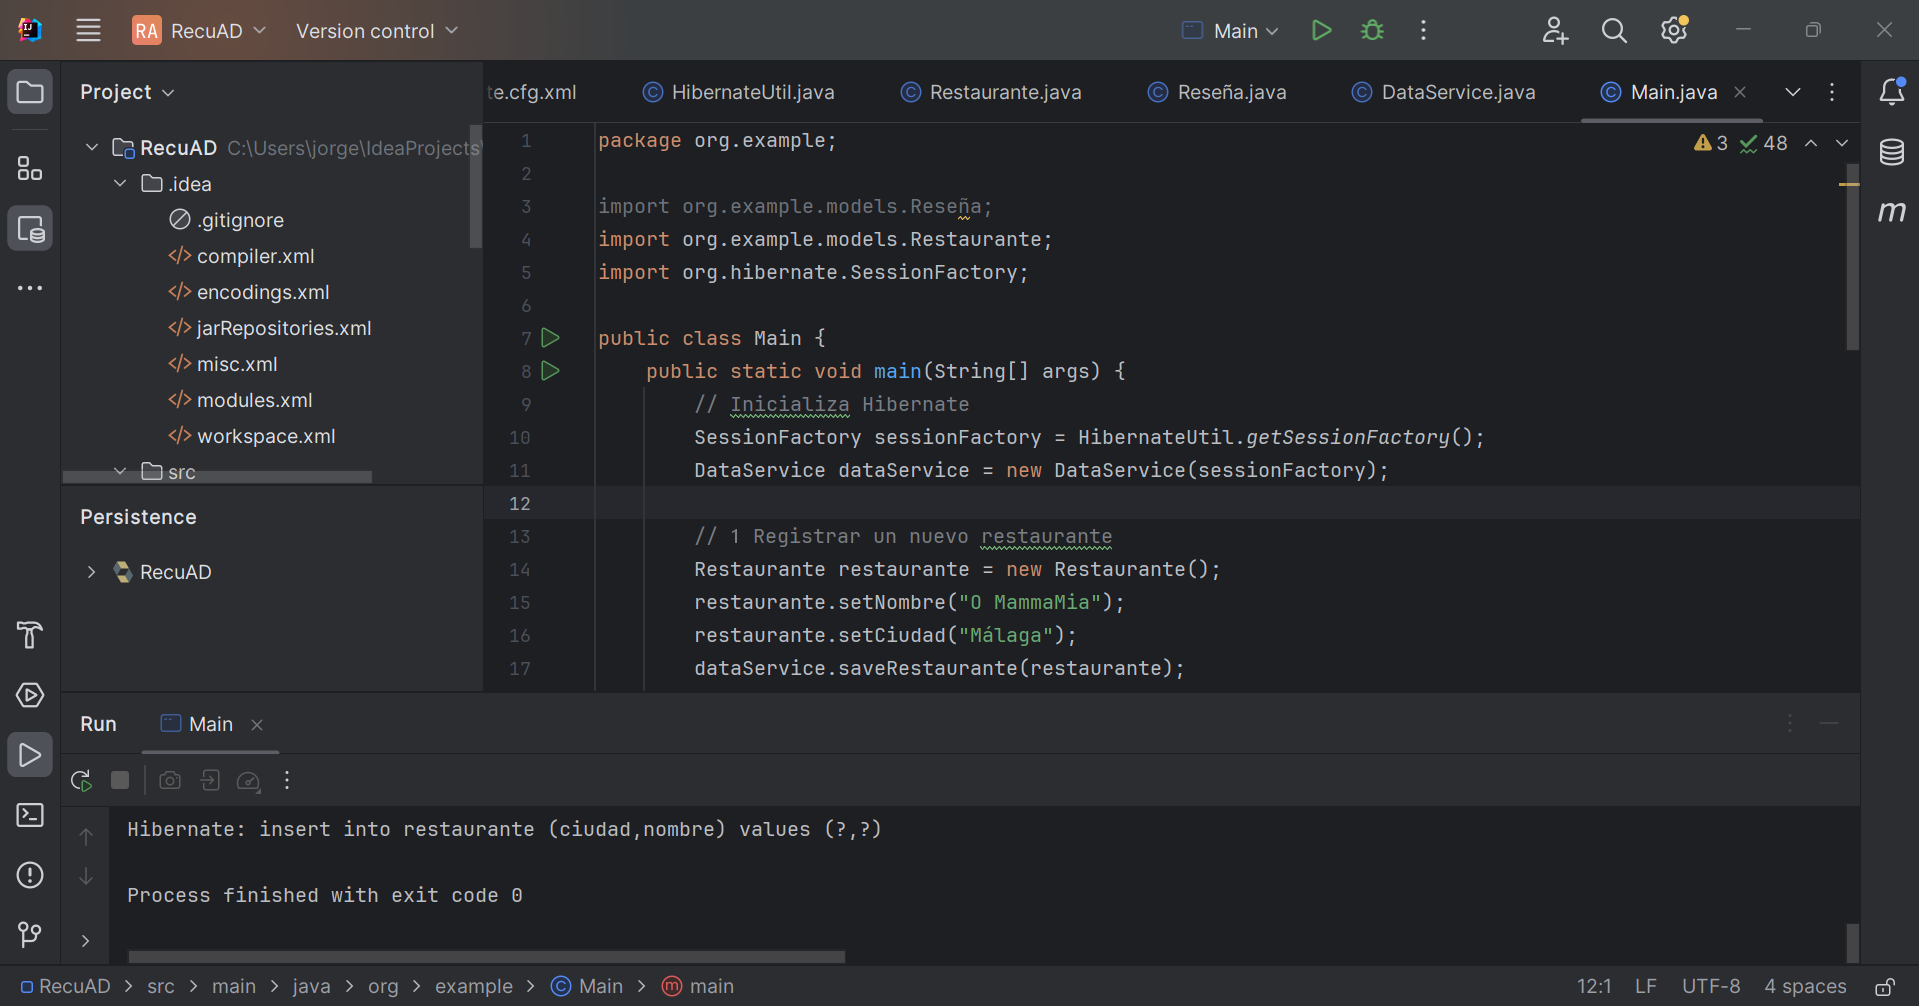 RA RecuAD Version control Main
Project
te.cfg.xml HibernateUtil.java Restaurante.java Reseña.java DataService.java Main.java
RecuAD C:\Users\jorge\IdeaProjects\
.idea
.gitignore
compiler.xml
encodings.xml
jarRepositories.xml
misc.xml
modules.xml
workspace.xml
src
Persistence
RecuAD
3 48
1 package org.example;
2
3 import org.example.models.Reseña;
4 import org.example.models.Restaurante;
5 import org.hibernate.SessionFactory;
6
7 public class Main {
8 public static void main(String[] args) {
9 // Inicializa Hibernate
10 SessionFactory sessionFactory = HibernateUtil.getSessionFactory();
11 DataService dataService = new DataService(sessionFactory);
12
13 // 1 Registrar un nuevo restaurante
14 Restaurante restaurante = new Restaurante();
15 restaurante.setNombre("O MammaMia");
16 restaurante.setCiudad("Málaga");
17 dataService.saveRestaurante(restaurante);
Run Main
Hibernate: insert into restaurante (ciudad,nombre) values (?,?)
Process finished with exit code 0
RecuAD > src > main > java > org > example > Main > main
12:1 LF UTF-8 4 spaces